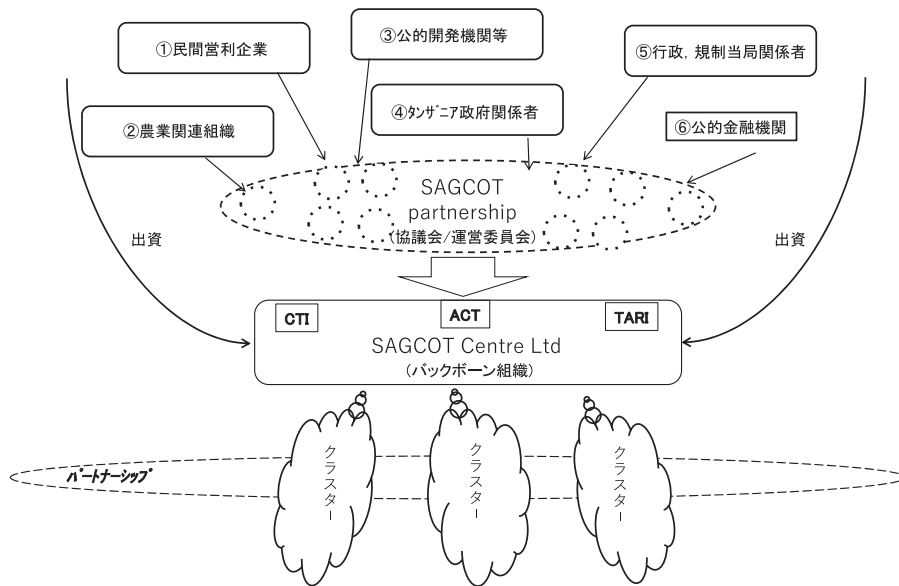 ①民間営利企業
③公的開発機関等
⑤行政，規制当局関係者
②農業関連組織
④ﾀﾝｻﾞﾆｱ政府関係者
⑥公的金融機関
SAGCOT
partnership
(協議会/運営委員会)
出資
出資
CTI
ACT
TARI
SAGCOT Centre Ltd
(バックボーン組織)
クラスター
クラスター
クラスター
ﾊﾟｰﾄﾅｰｼｯﾌﾟ